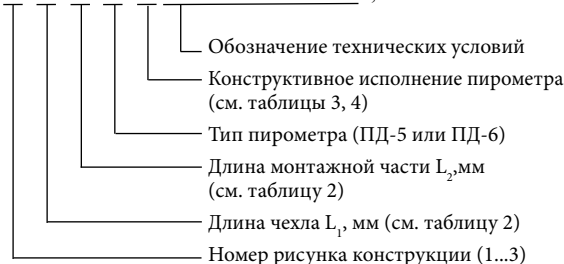 Обозначение технических условий
Конструктивное исполнение пирометра
(см. таблицы 3, 4)
Тип пирометра (ПД-5 или ПД-6)
Длина монтажной части L₂,мм
(см. таблицу 2)
Длина чехла L₁, мм (см. таблицу 2)
Номер рисунка конструкции (1...3)